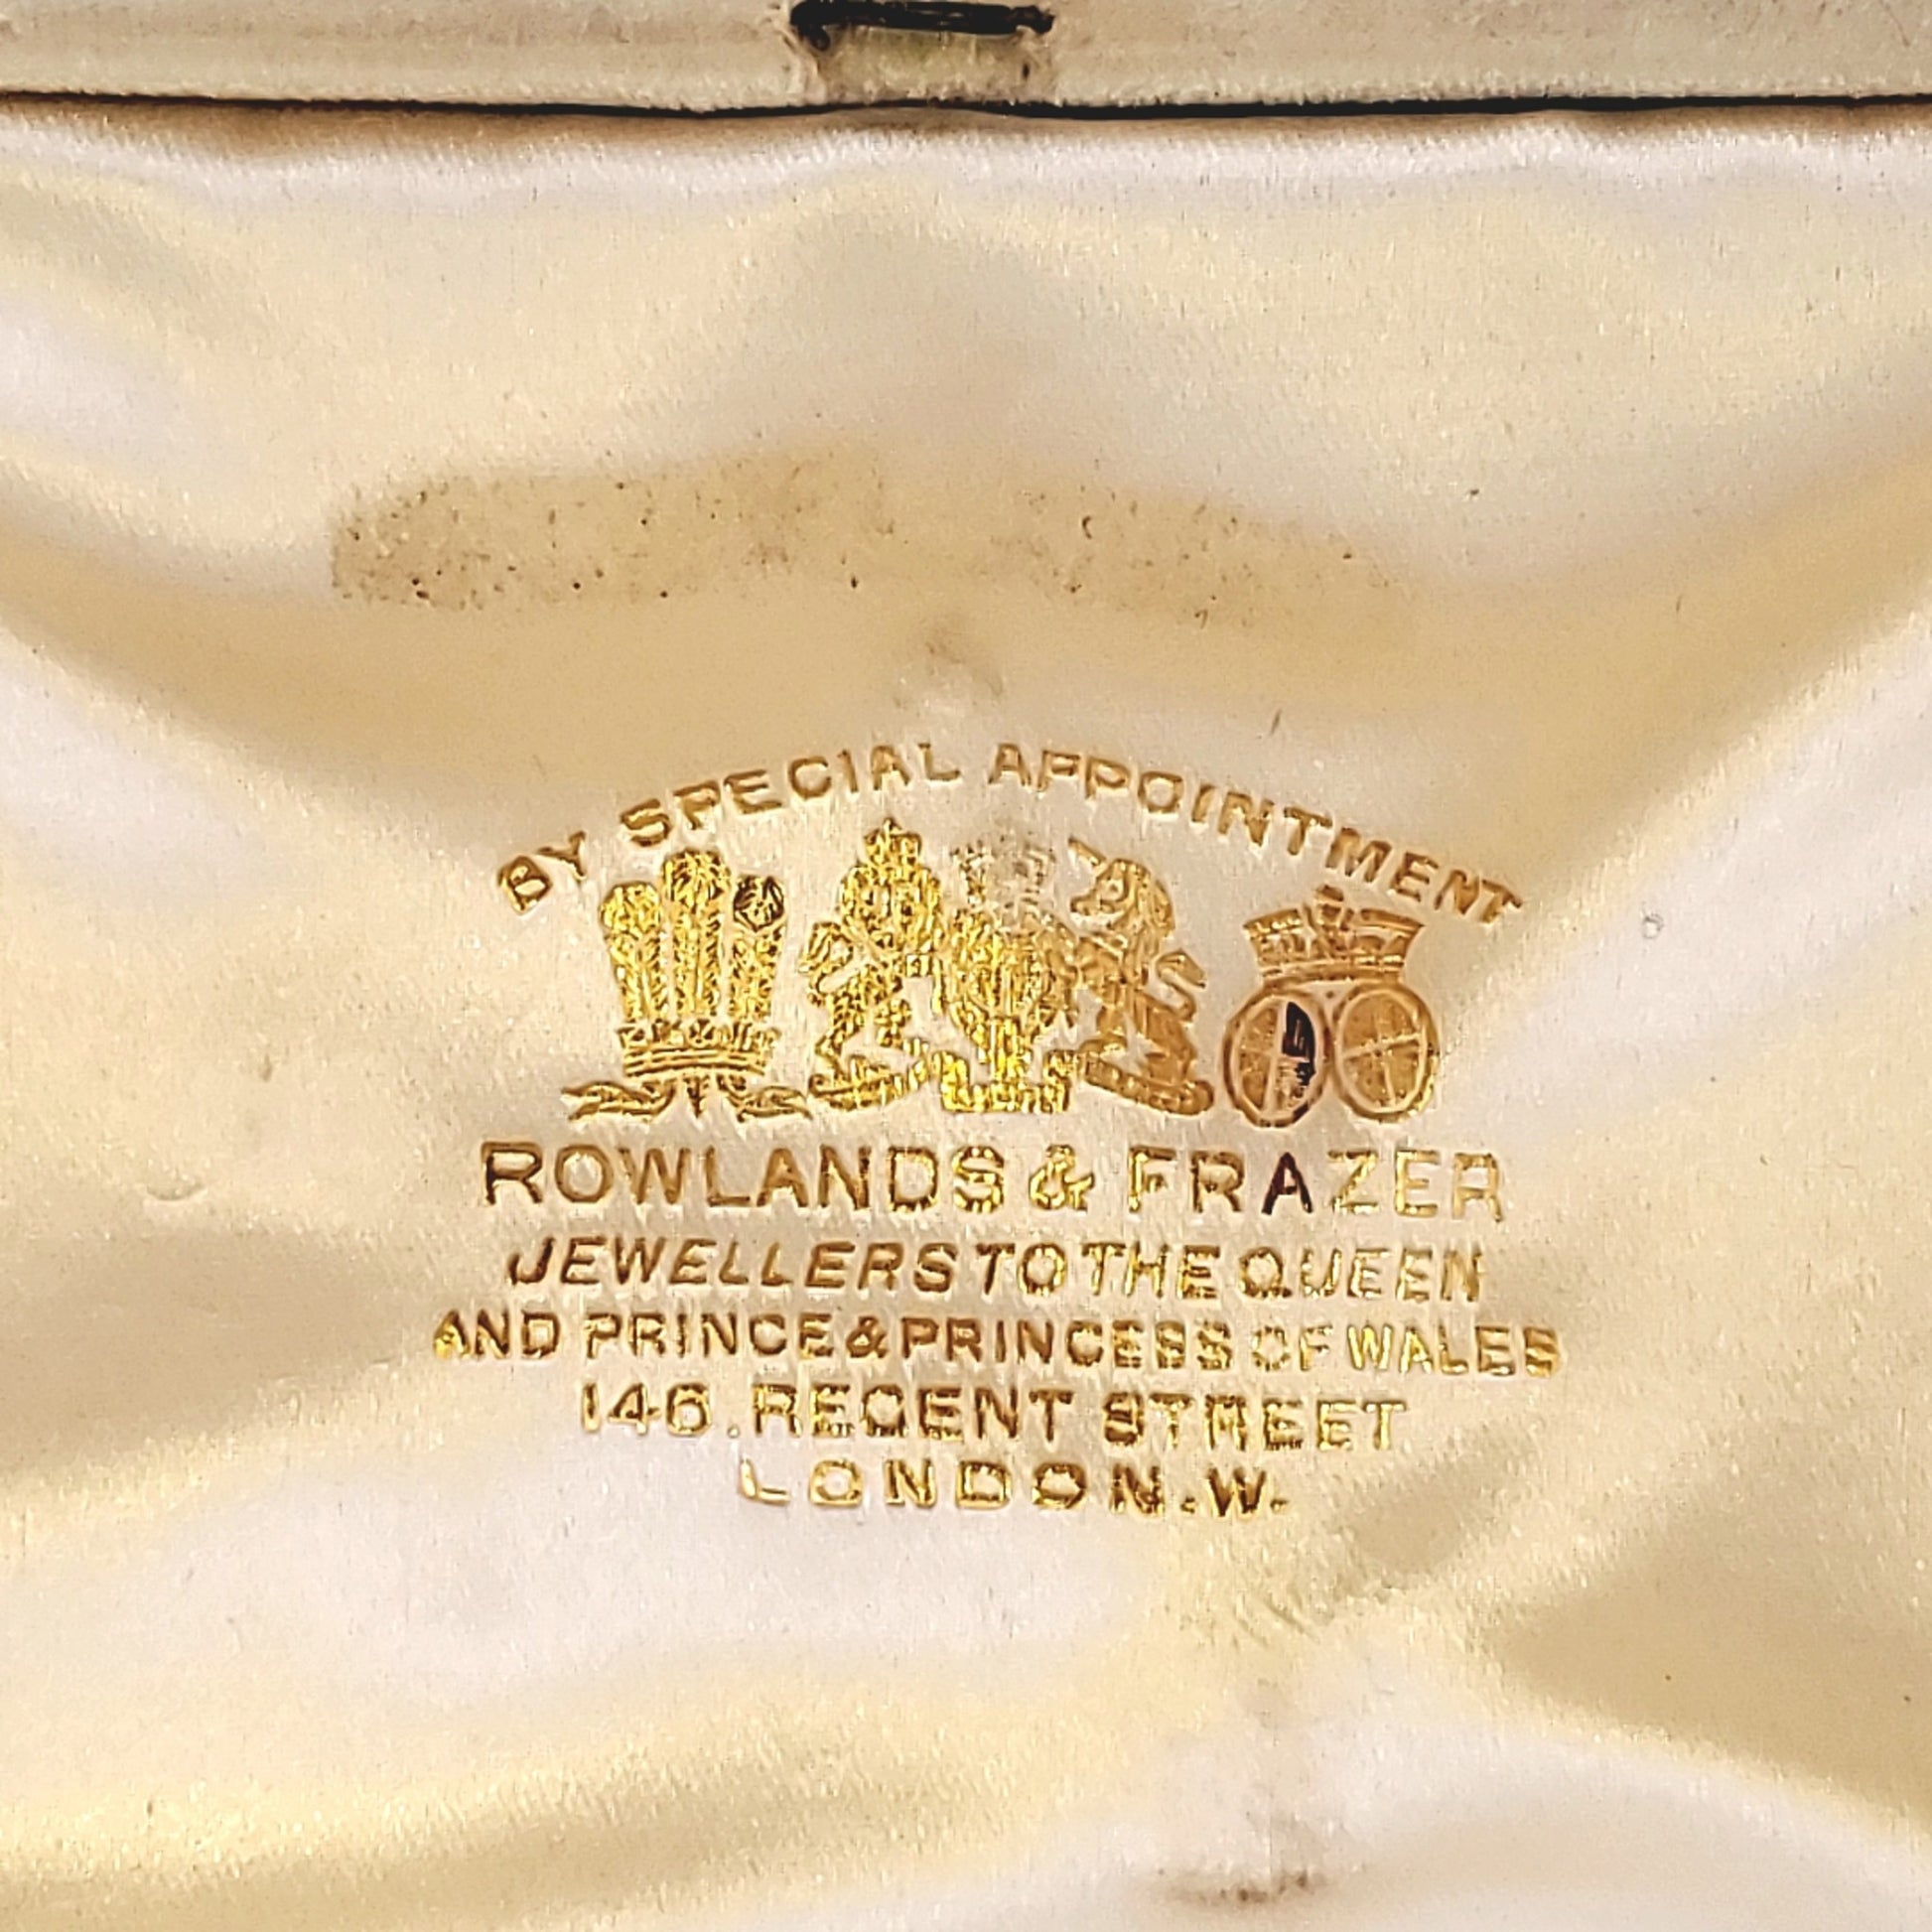 BY SPECIAL APPOINTMENT
ROWLANDS & FRAZER
JEWELLERS TO THE QUEEN
AND PRINCE & PRINCESS OF WALES
146. REGENT STREET
LONDON. W.